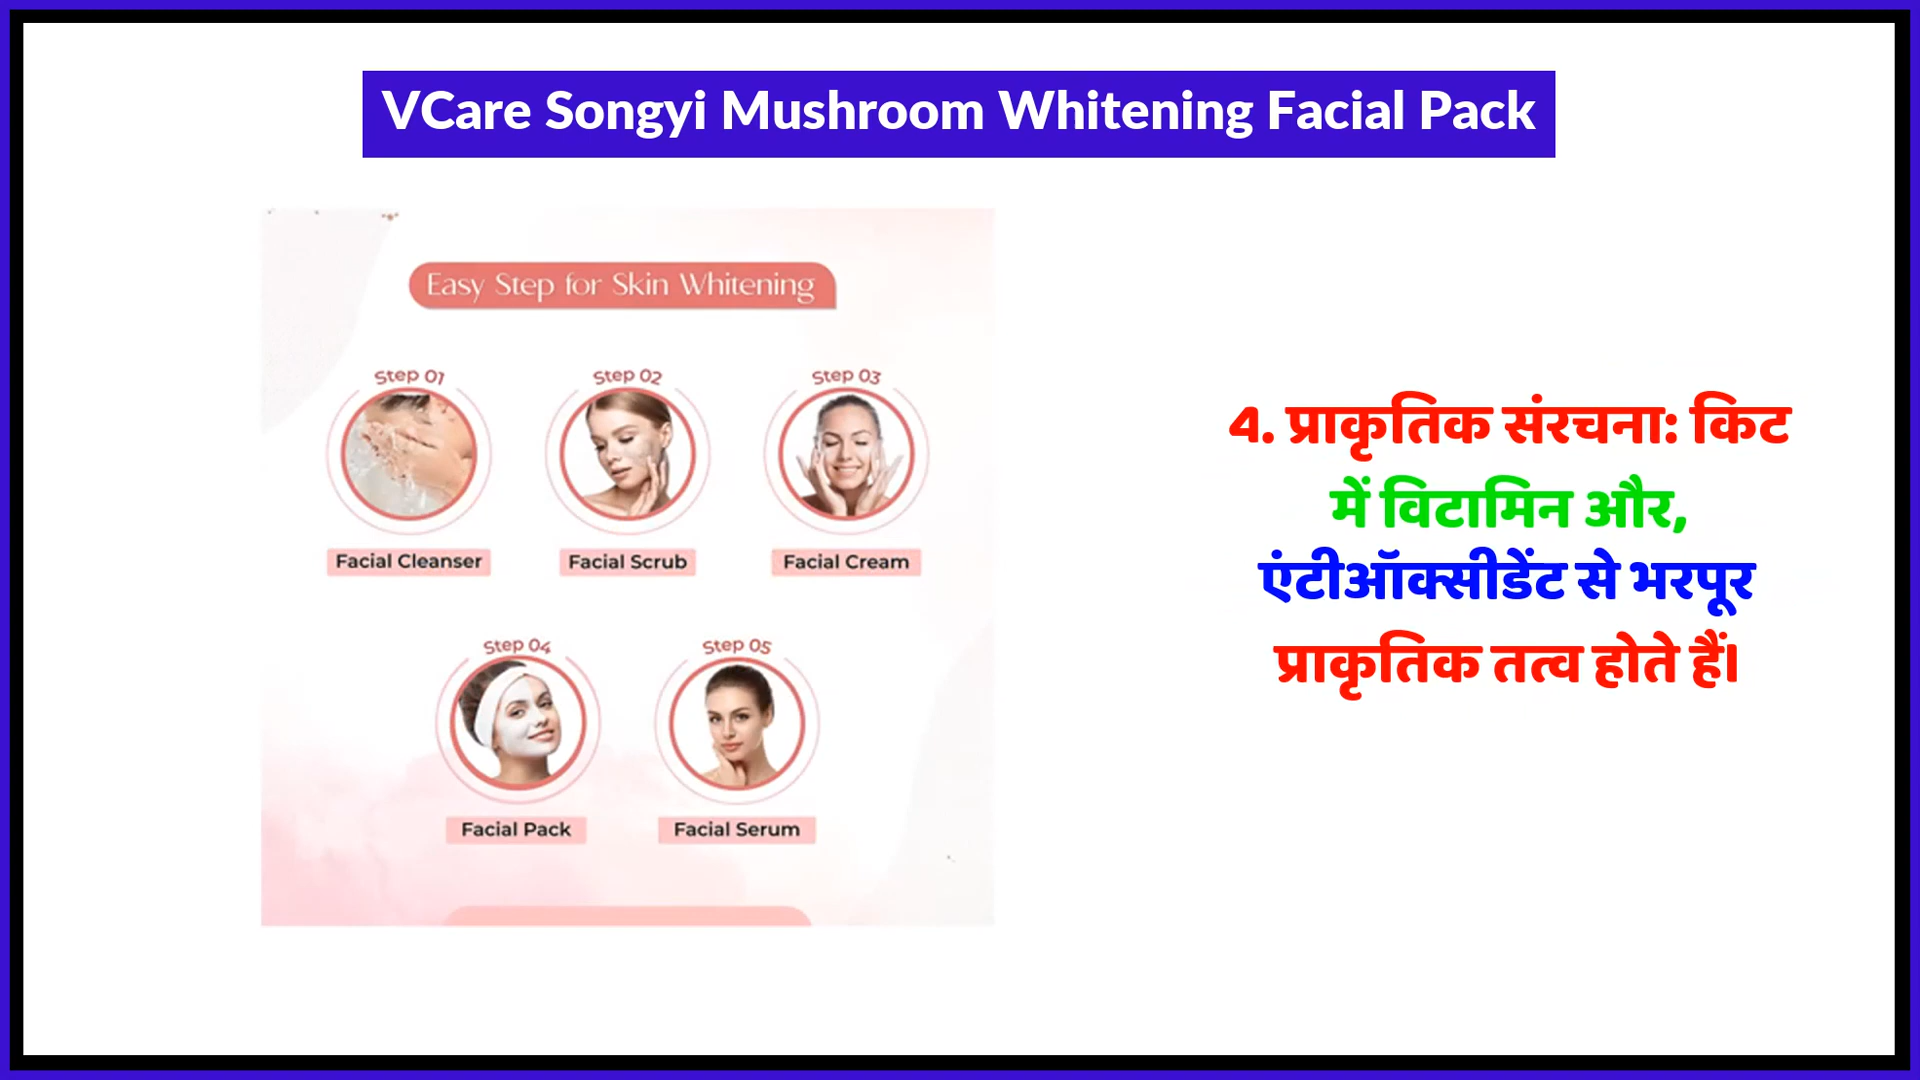 VCare Songyi Mushroom Whitening Facial Pack
Easy Step for Skin Whitening
Step 01
Step 02
Step 03
Facial Cleanser
Facial Scrub
Facial Cream
Step 04
Step 05
Facial Pack
Facial Serum
4. प्राकृतिक संरचना: किट
में विटामिन और,
एंटीऑक्सीडेंट से भरपूर
प्राकृतिक तत्व होते हैं।